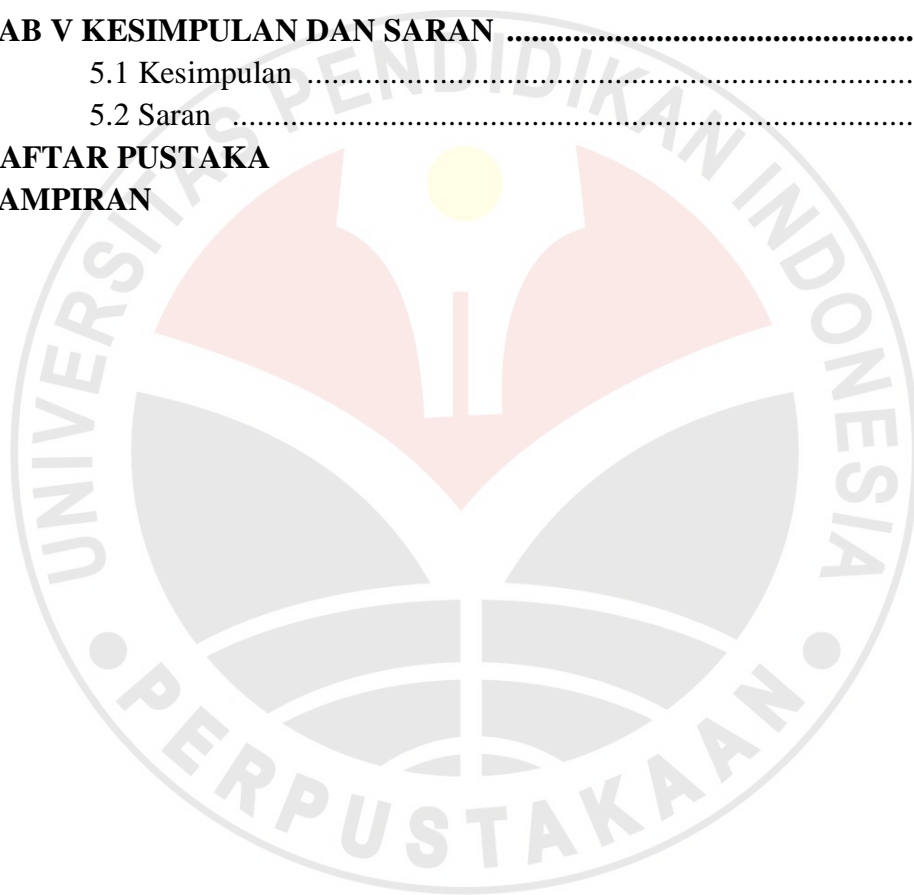 AB V KESIMPULAN DAN SARAN ..................................................
5.1 Kesimpulan ..........................................................................
5.2 Saran ...................................................................................
AFTAR PUSTAKA
AMPIRAN
UNIVERSITAS PENDIDIKAN INDONESIA
PERPUSTAKAAN